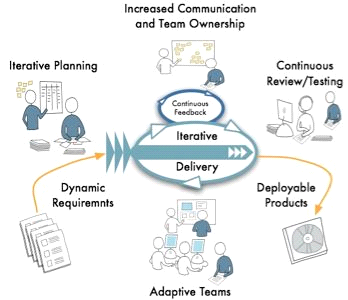 Increased Communication
and Team Ownership
Iterative Planning
Continuous
Review/Testing
Continuous
Feedback
Iterative
Delivery
Dynamic
Requiremnts
Deployable
Products
Adaptive Teams